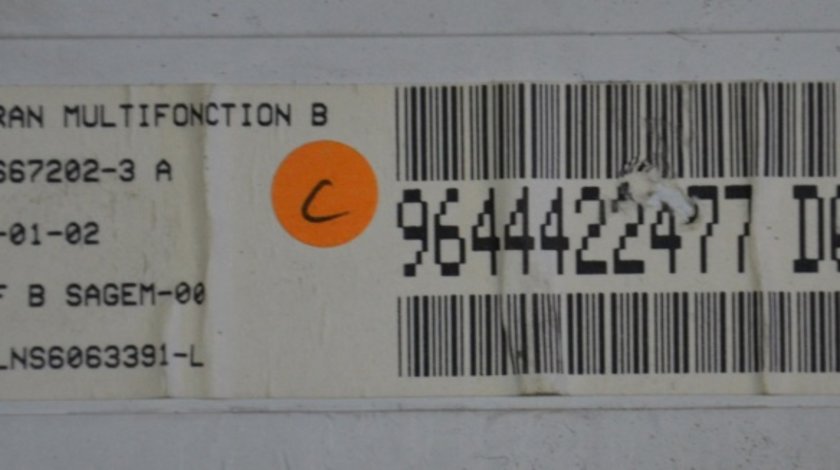 RAN MULTIFONCTION B
S67202-3 A
-01-02
F B SAGEM-00
LNS6063391-L
C
9644422477 D